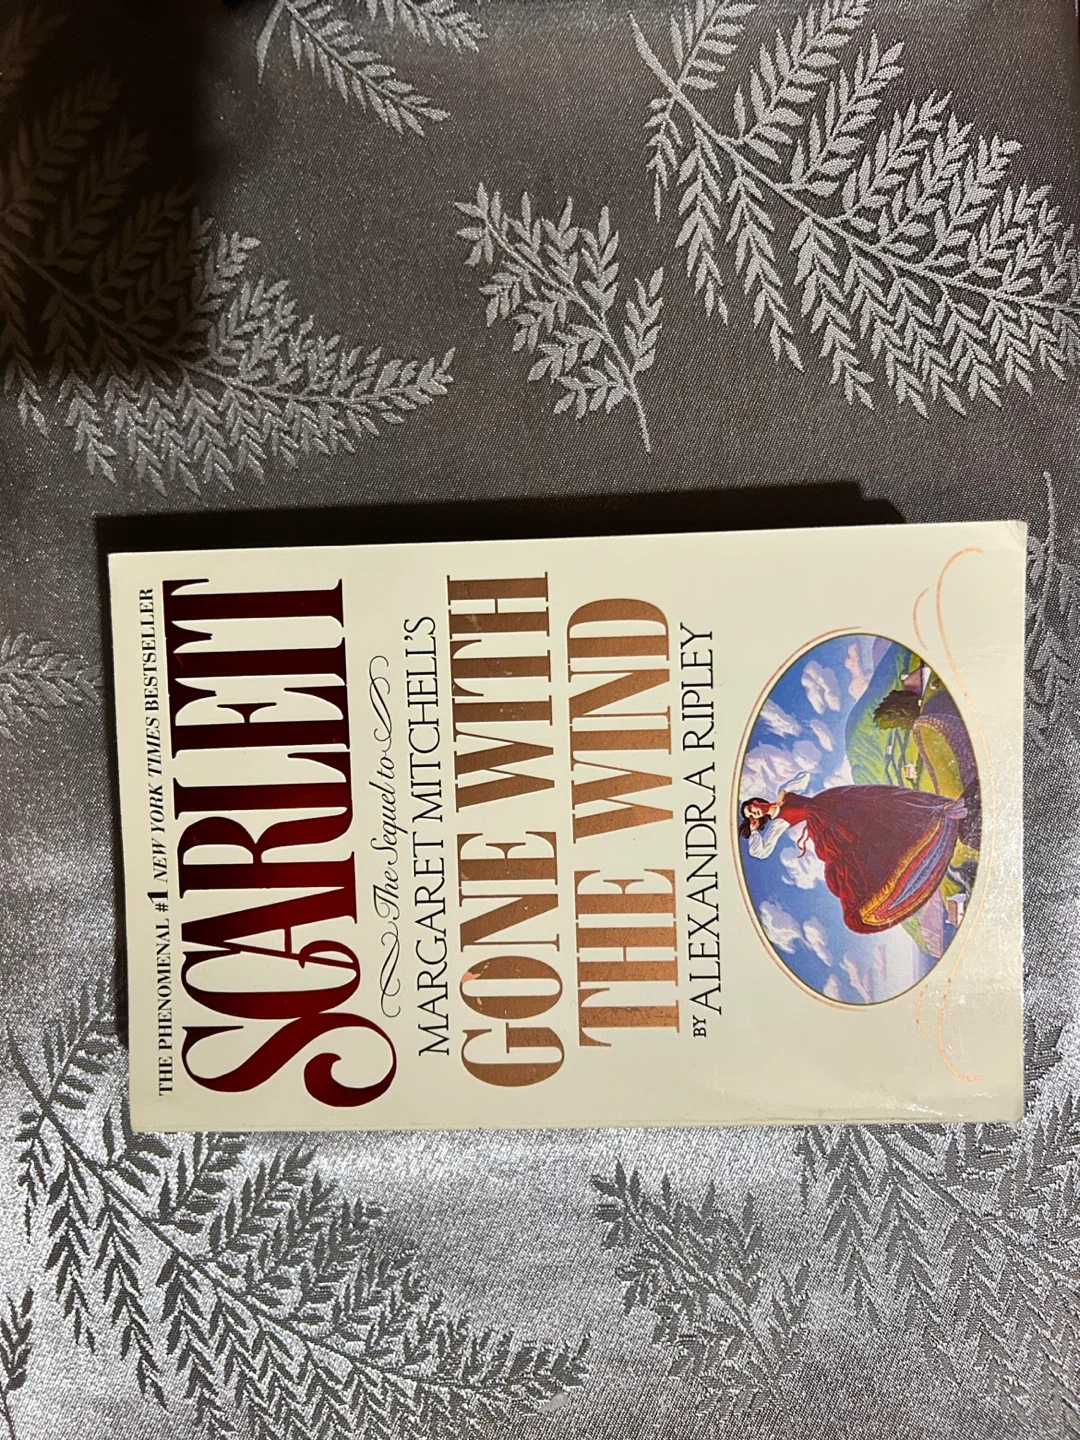 THE PHENOMENAL #1 NEW YORK TIMES BESTSELLER
SCARLETT
The Sequel to
MARGARET MITCHELL'S
GONE WITH
THE WIND
BY ALEXANDRA RIPLEY